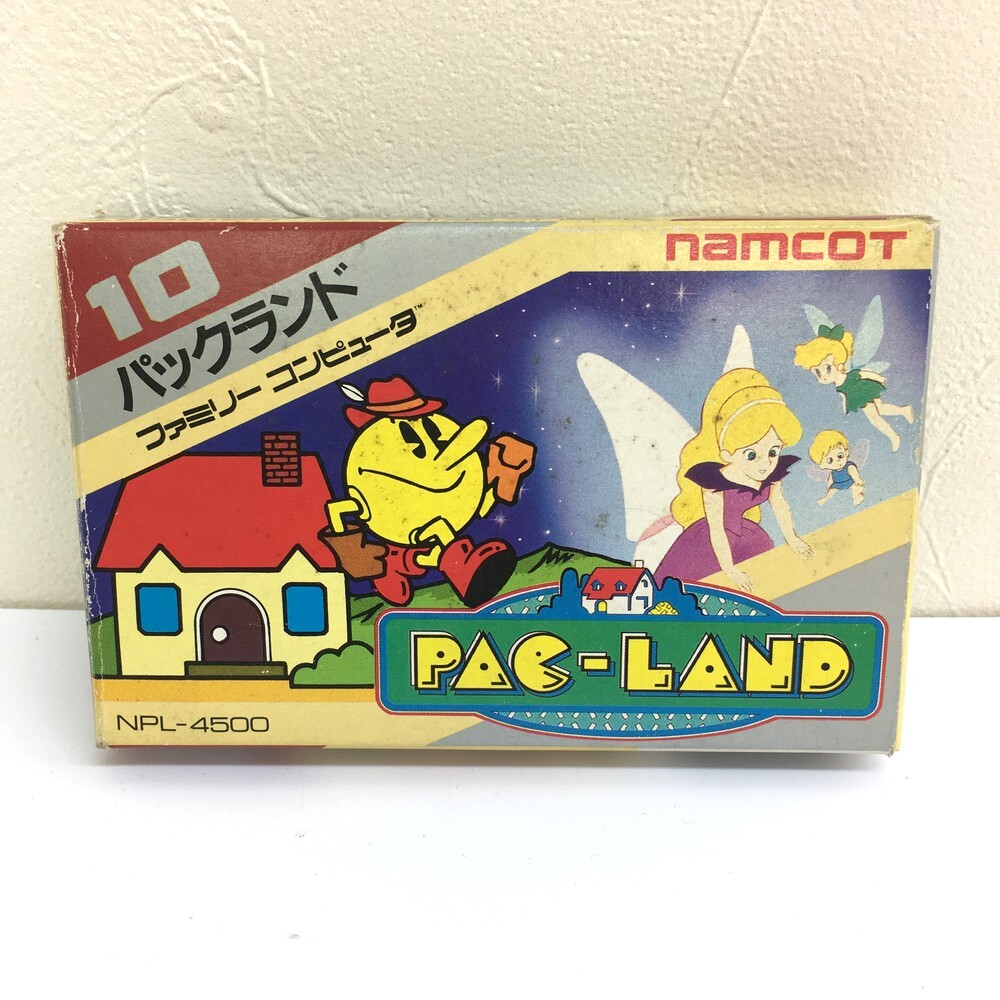 10
namcoT
パックランド
ファミリー コンピュータ™
PAC-LAND
NPL-4500